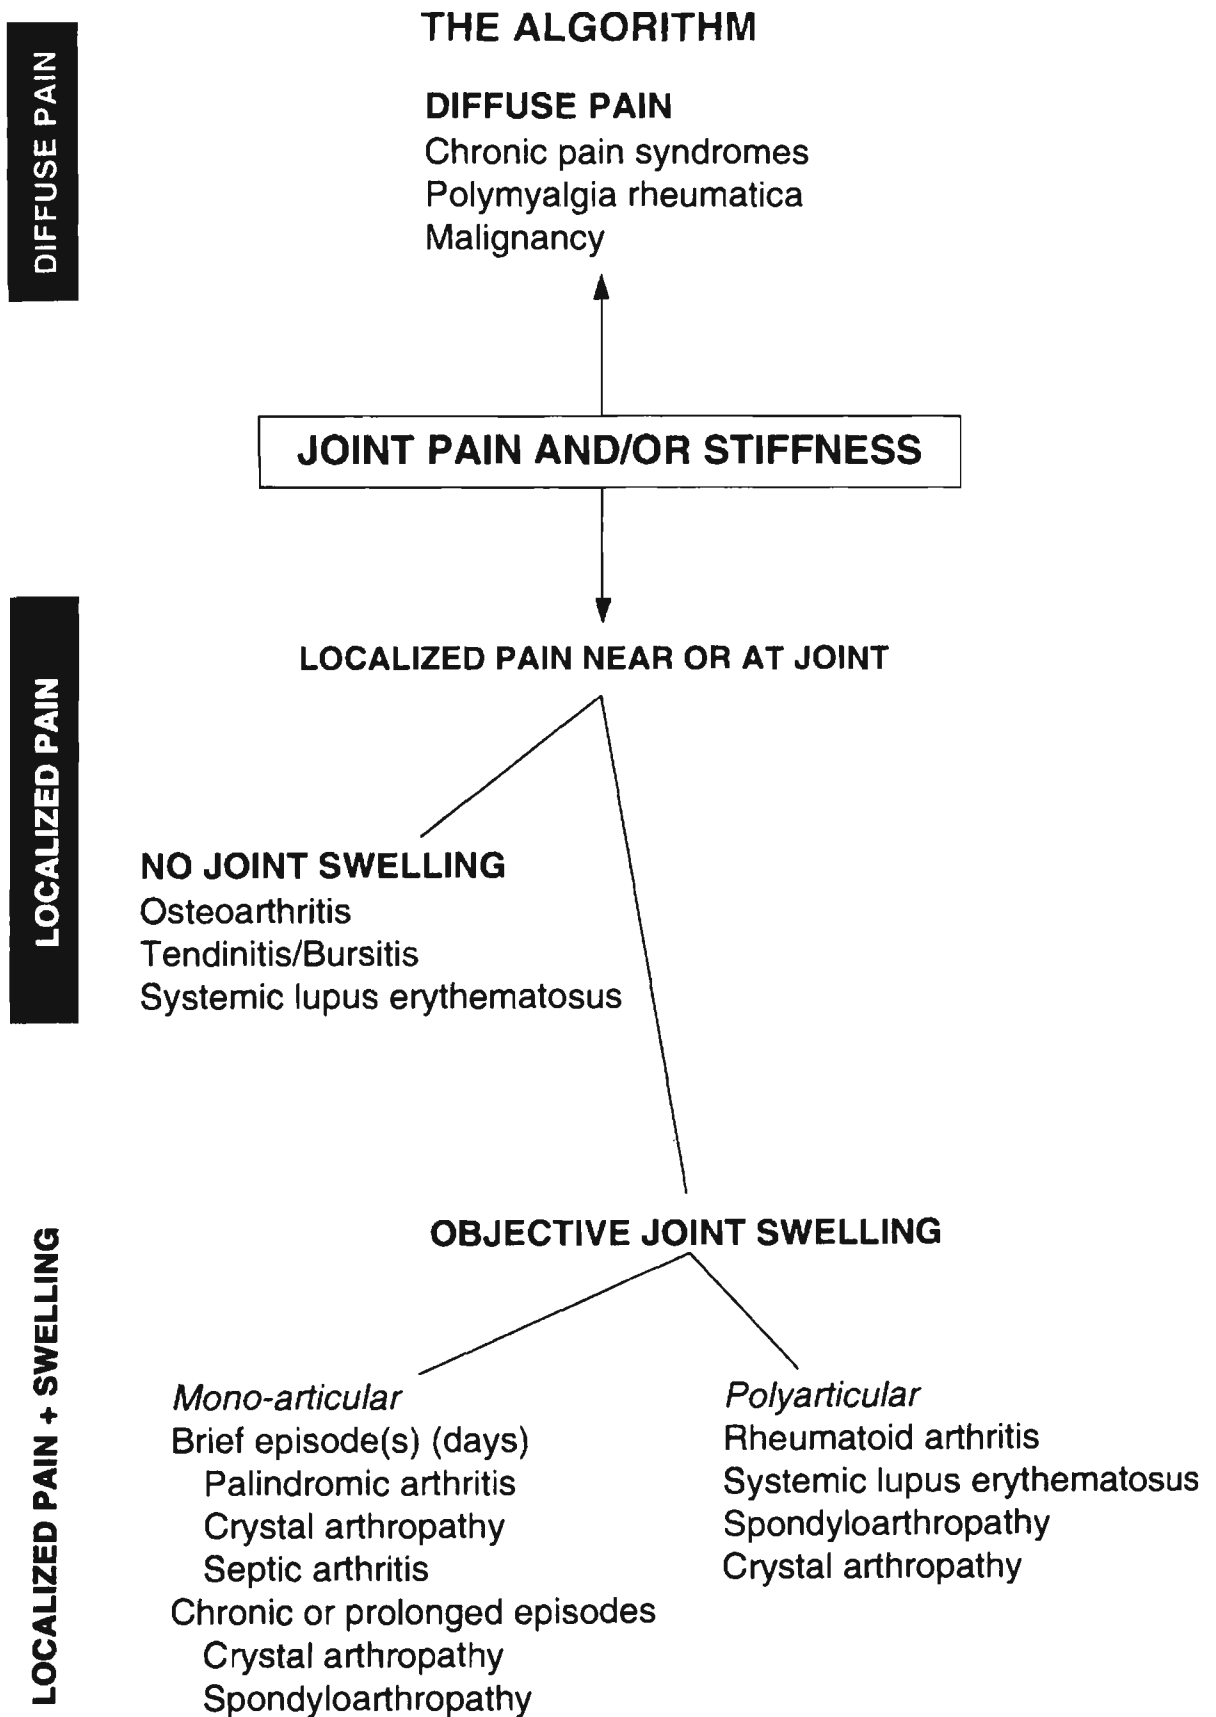 THE ALGORITHM
DIFFUSE PAIN
DIFFUSE PAIN
Chronic pain syndromes
Polymyalgia rheumatica
Malignancy
JOINT PAIN AND/OR STIFFNESS
LOCALIZED PAIN
LOCALIZED PAIN NEAR OR AT JOINT
NO JOINT SWELLING
Osteoarthritis
Tendinitis/Bursitis
Systemic lupus erythematosus
LOCALIZED PAIN + SWELLING
OBJECTIVE JOINT SWELLING
Mono-articular
Brief episode(s) (days)
Palindromic arthritis
Crystal arthropathy
Septic arthritis
Chronic or prolonged episodes
Crystal arthropathy
Spondyloarthropathy
Polyarticular
Rheumatoid arthritis
Systemic lupus erythematosus
Spondyloarthropathy
Crystal arthropathy